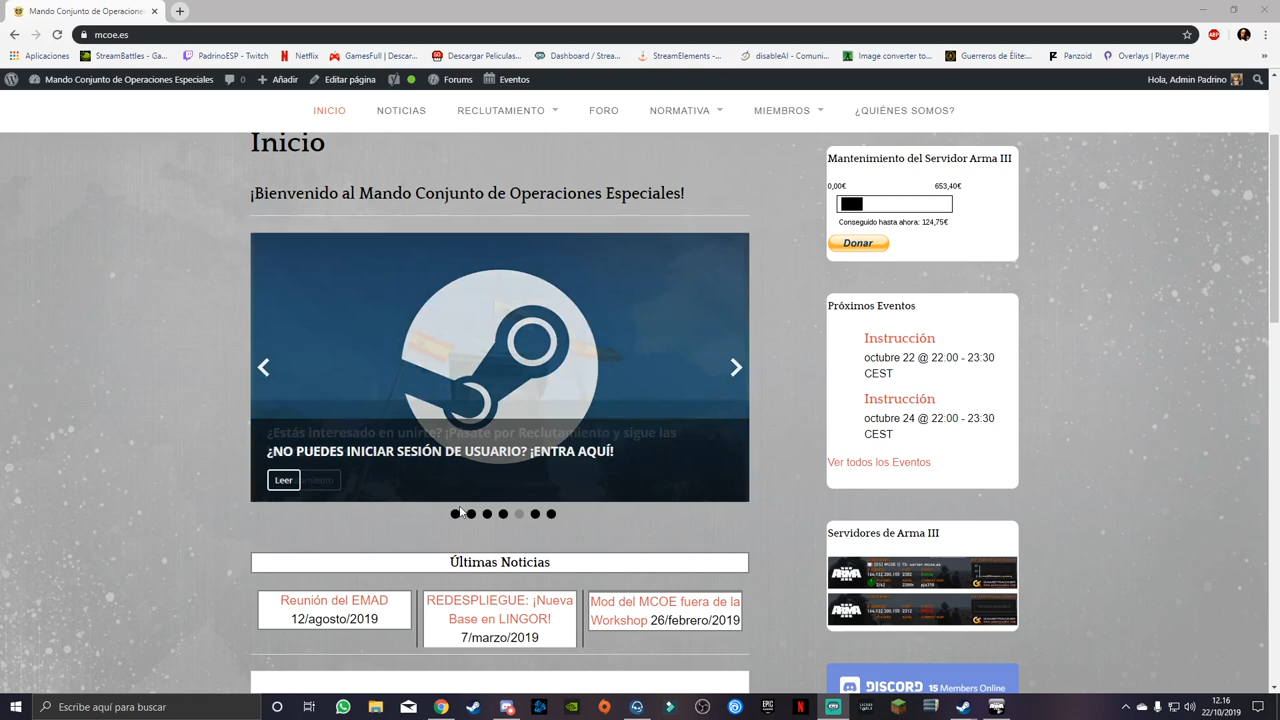 Mando Conjunto de Operacione
mcoe.es
Aplicaciones
StreamBattles - Ga...
PadrinoESP - Twitch
Netflix
GamesFull | Descar...
Descargar Peliculas...
Dashboard / Strea...
StreamElements -...
disableAI - Comuni...
Image converter to...
Guerreros de Élite:...
Panzoid
Overlays | Player.me
»
Mando Conjunto de Operaciones Especiales
0
Añadir
Editar página
Forums
Eventos
Hola, Admin Padrino
INICIO
NOTICIAS
RECLUTAMIENTO
FORO
NORMATIVA
MIEMBROS
¿QUIÉNES SOMOS?
Inicio
¡Bienvenido al Mando Conjunto de Operaciones Especiales!
¿Estás interesado en unirte? ¡Pasate por Reclutamiento y sigue las
¿NO PUEDES INICIAR SESIÓN DE USUARIO? ¡ENTRA AQUÍ!
Leer
Últimas Noticias
Reunión del EMAD
12/agosto/2019
REDESPLIEGUE: ¡Nueva
Base en LINGOR!
7/marzo/2019
Mod del MCOE fuera de la
Workshop 26/febrero/2019
Mantenimiento del Servidor Arma III
0,00€ 653,40€
Conseguido hasta ahora: 124,75€
Donar
Próximos Eventos
Instrucción
octubre 22 @ 22:00 - 23:30
CEST
Instrucción
octubre 24 @ 22:00 - 23:30
CEST
Ver todos los Eventos
Servidores de Arma III
ARMA
ARMA
DISCORD 15 Members Online
Escribe aquí para buscar
12.16
22/10/2019